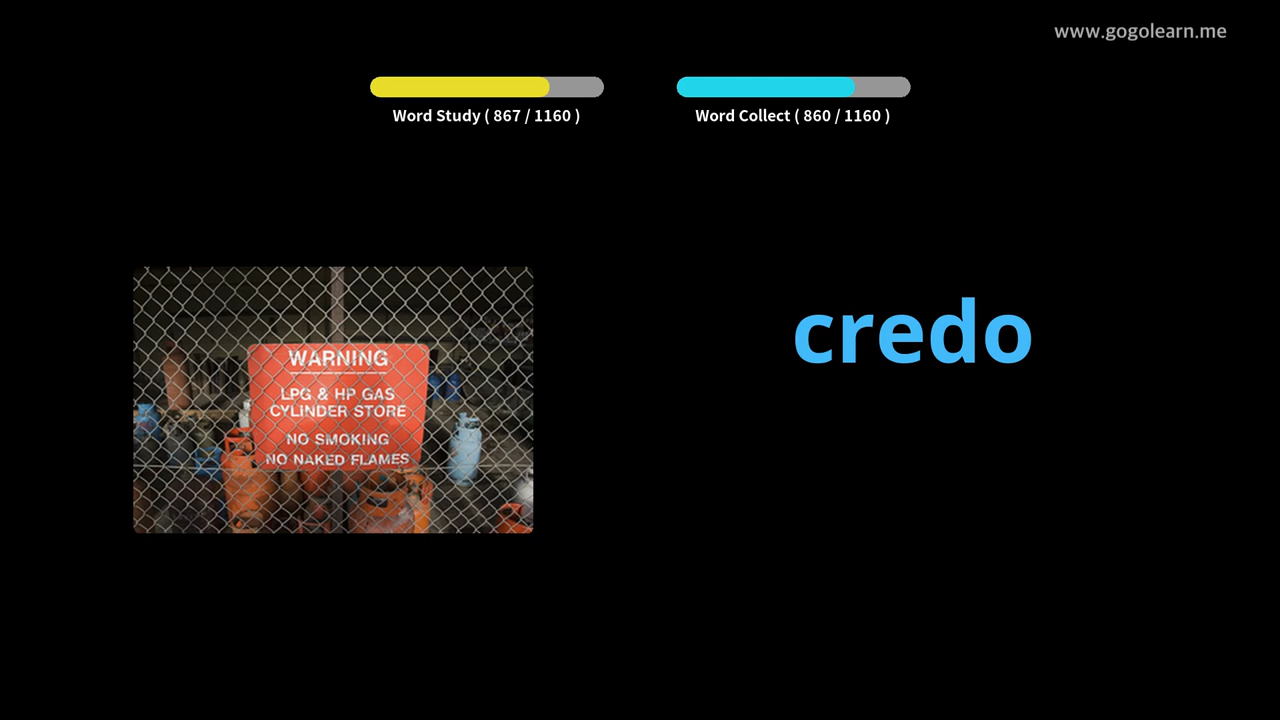 www.gogolearn.me
Word Study ( 867 / 1160 )
Word Collect ( 860 / 1160 )
WARNING
LPG & HP GAS
CYLINDER STORE
NO SMOKING
NO NAKED FLAMES
credo